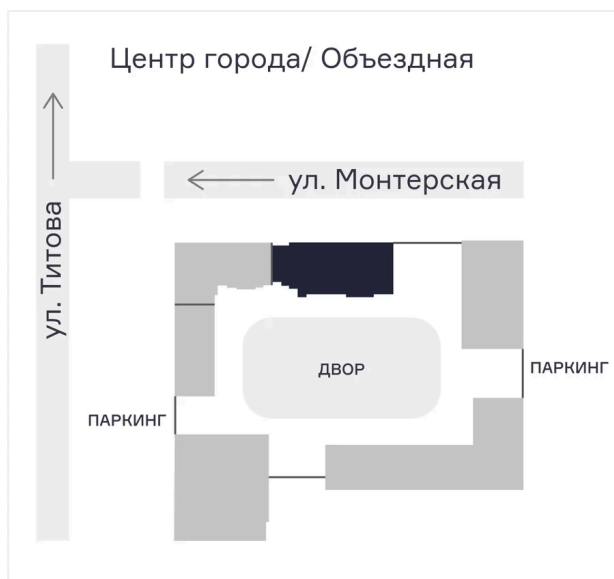 Центр города/ Объездная
ул. Монтерская
ул. Титова
ДВОР
ПАРКИНГ
ПАРКИНГ